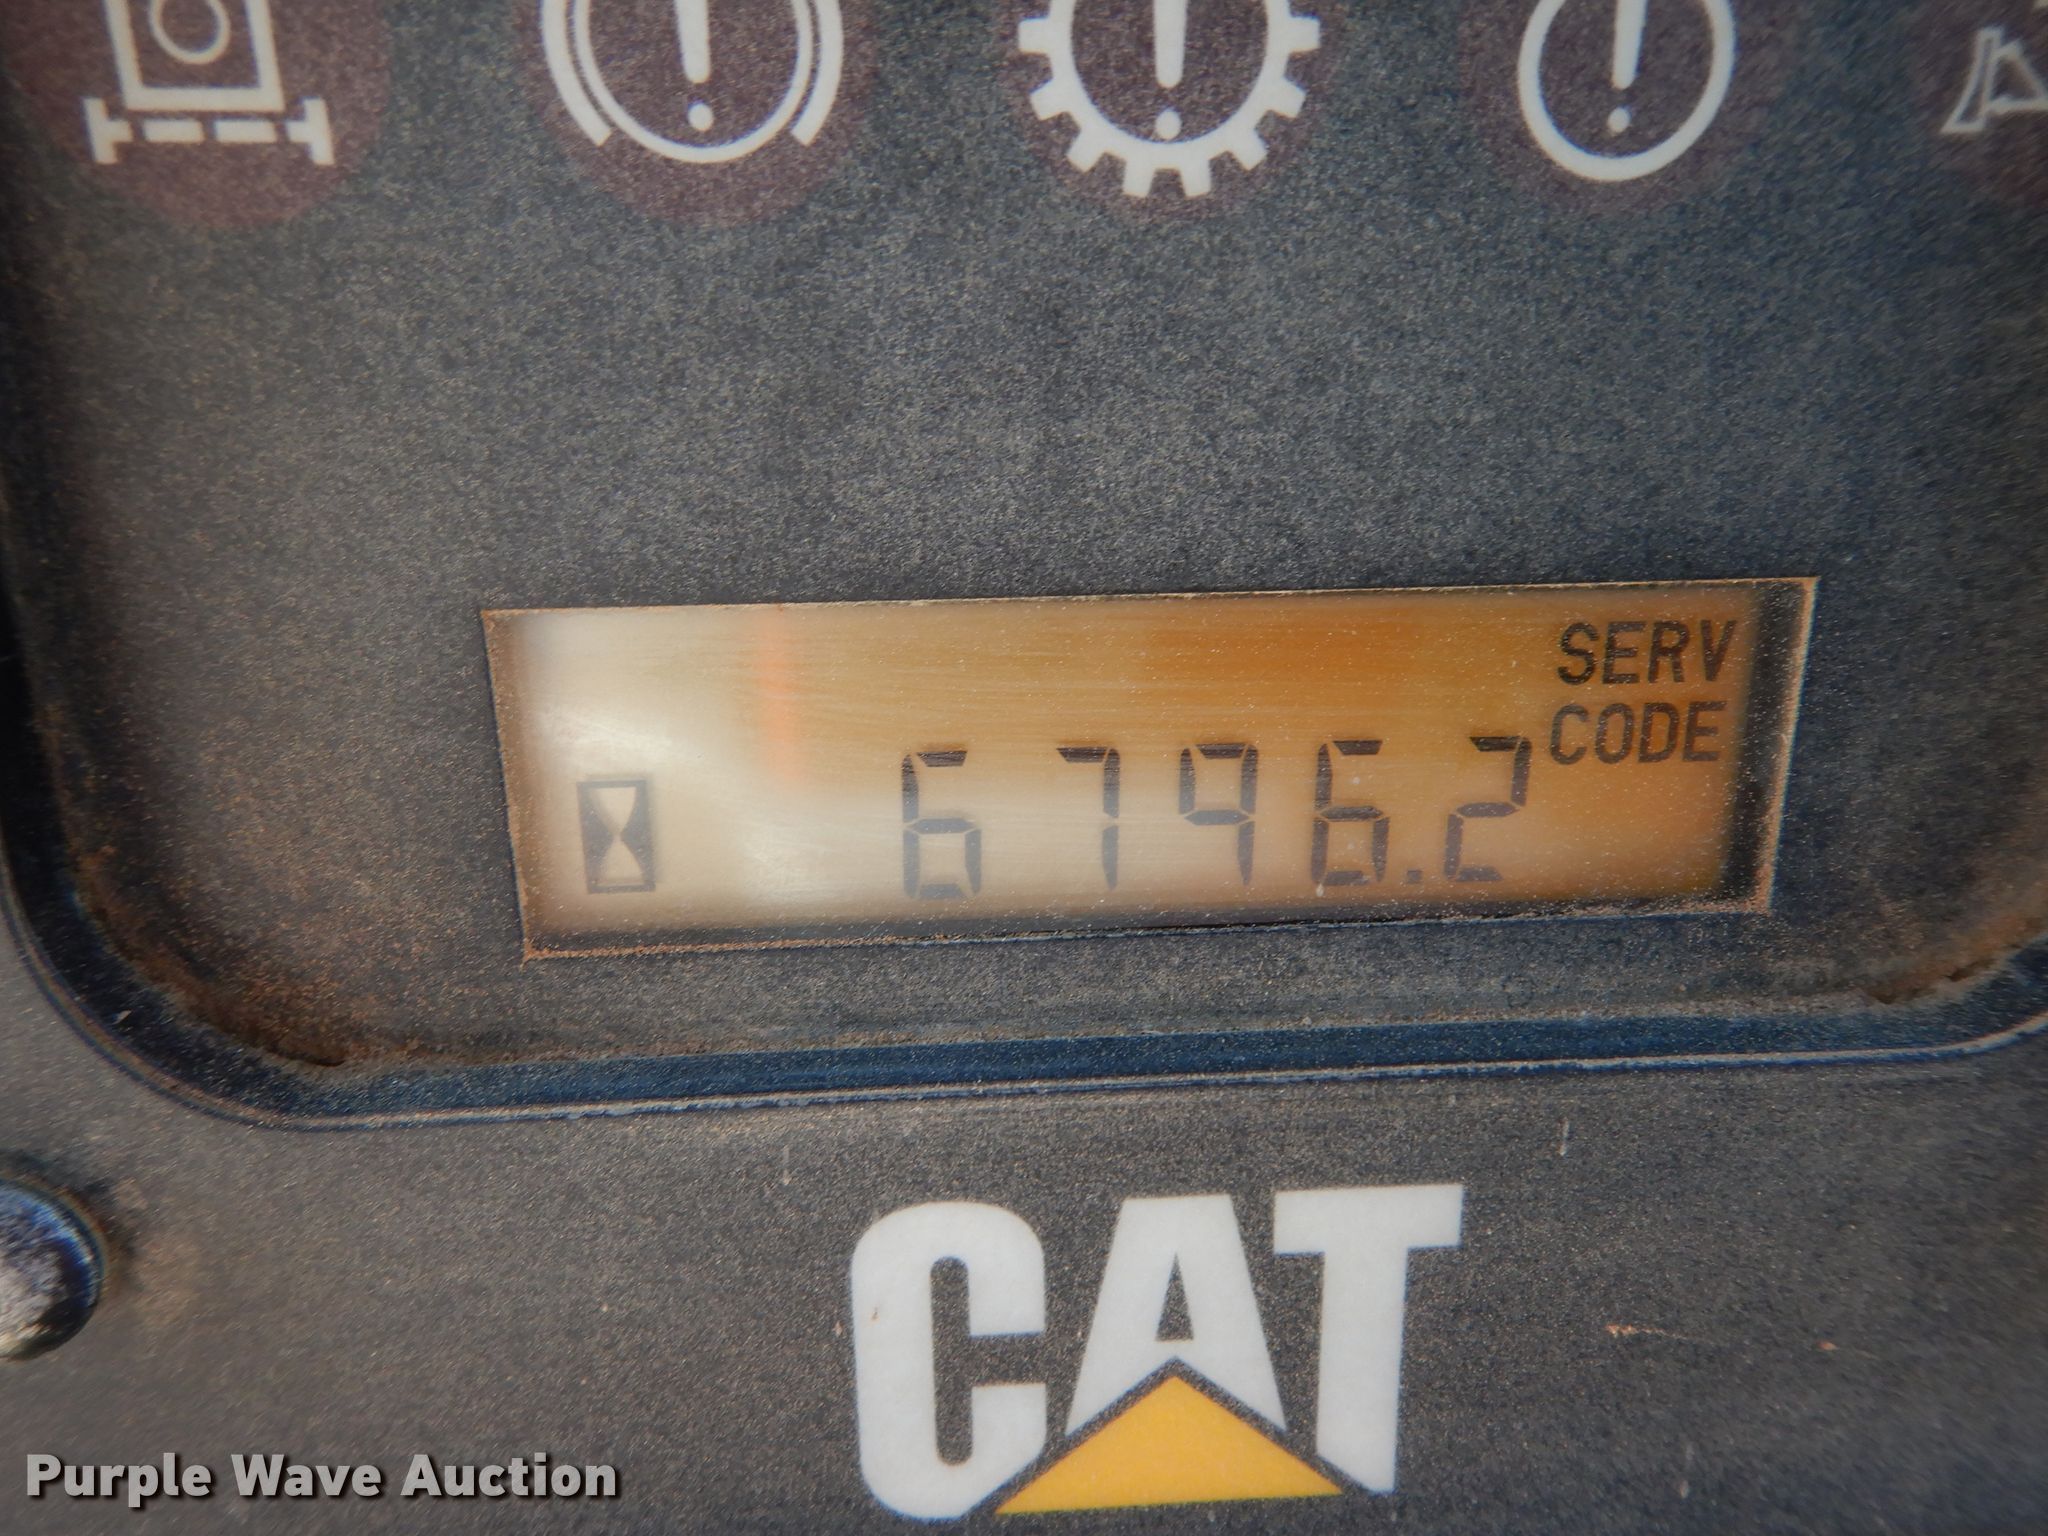 SERV
CODE
6796.2
CAT
Purple Wave Auction